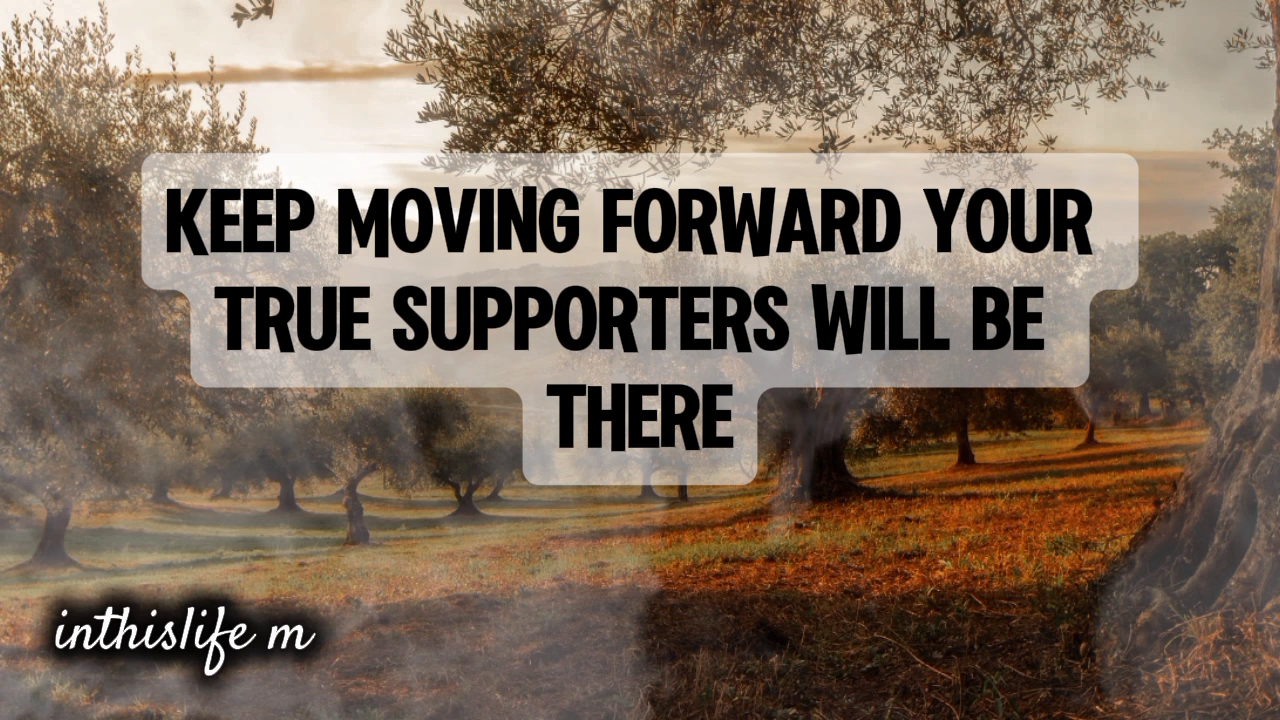 KEEP MOVING FORWARD YOUR
TRUE SUPPORTERS WILL BE
THERE
inthislife m